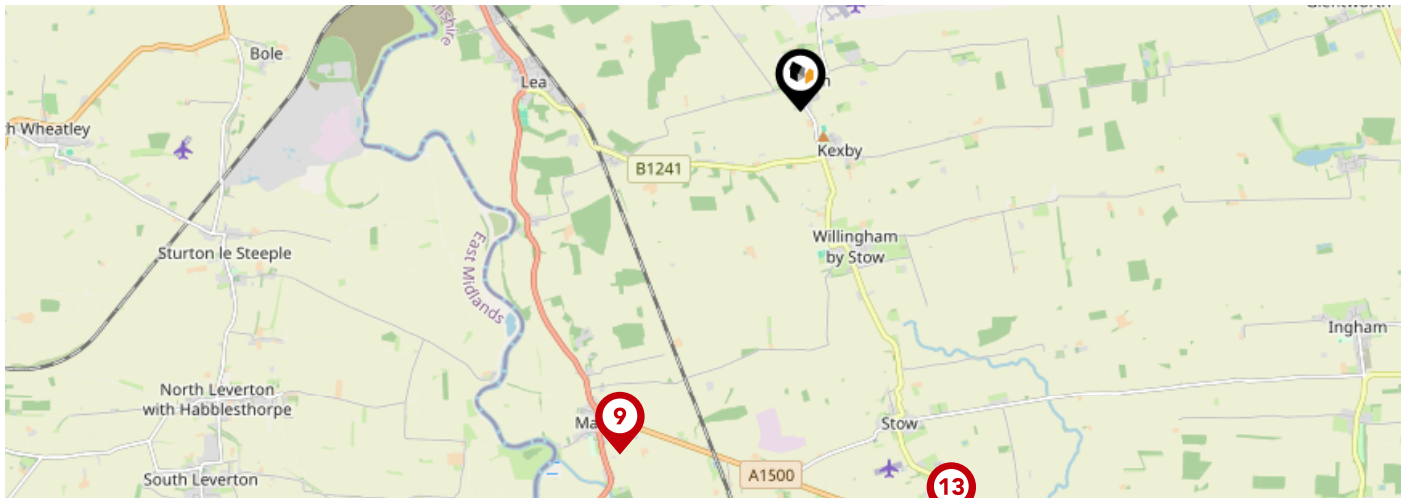 Bole
Lea
Kexby
h Wheatley
B1241
Sturton le Steeple
East Midlands
Willingham
by Stow
Ingham
North Leverton
with Habblesthorpe
9
Ma
Stow
South Leverton
A1500
13